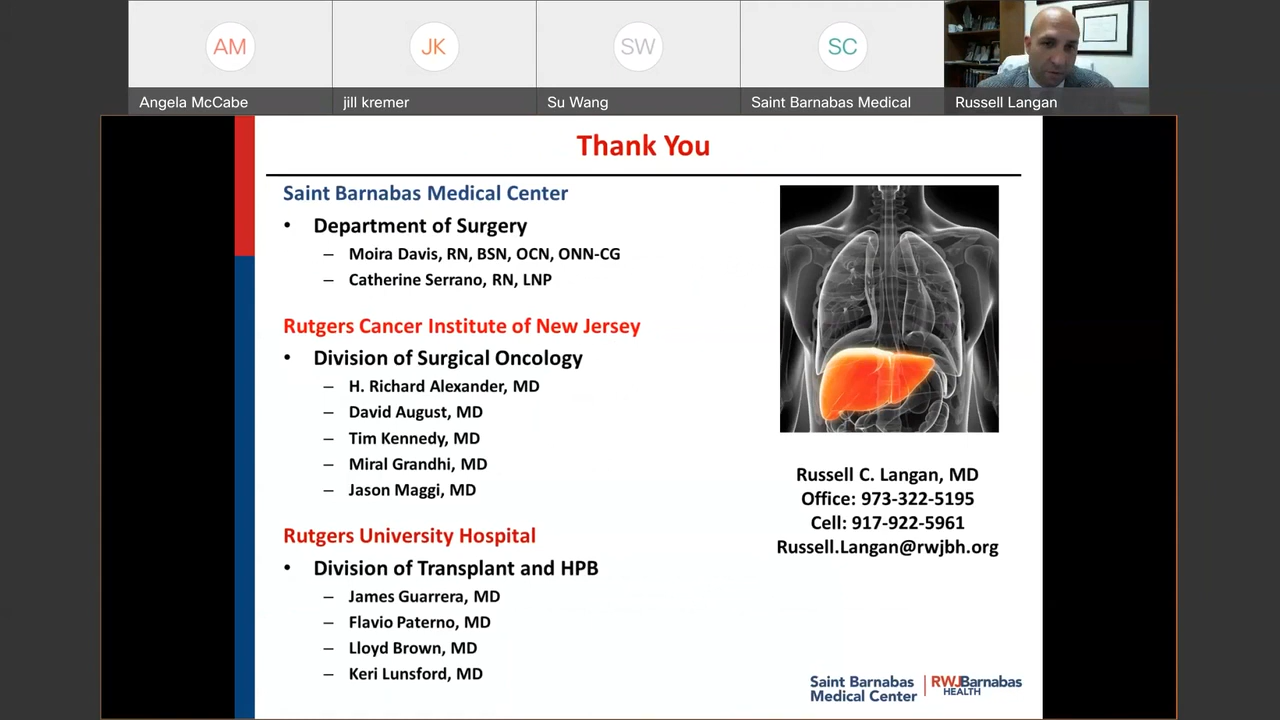 AM
JK
SW
SC
Angela McCabe
jill kremer
Su Wang
Saint Barnabas Medical
Russell Langan
Thank You
Saint Barnabas Medical Center
• Department of Surgery
– Moira Davis, RN, BSN, OCN, ONN-CG
– Catherine Serrano, RN, LNP
Rutgers Cancer Institute of New Jersey
• Division of Surgical Oncology
– H. Richard Alexander, MD
– David August, MD
– Tim Kennedy, MD
– Miral Grandhi, MD
– Jason Maggi, MD
Rutgers University Hospital
• Division of Transplant and HPB
– James Guarrera, MD
– Flavio Paterno, MD
– Lloyd Brown, MD
– Keri Lunsford, MD
Russell C. Langan, MD
Office: 973-322-5195
Cell: 917-922-5961
Russell.Langan@rwjbh.org
Saint Barnabas
Medical Center
RWJBarnabas
HEALTH